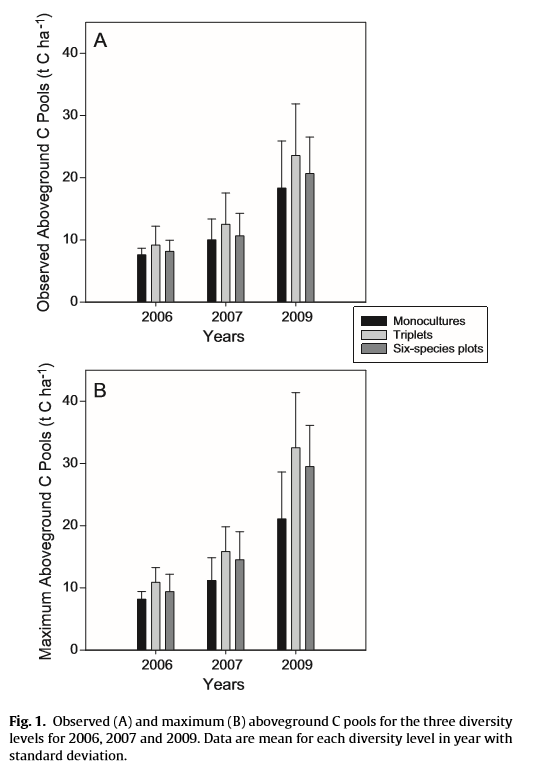 A
Observed Aboveground C Pools (t C ha⁻¹)
40
30
20
10
0
2006 2007 2009
Years
Monocultures
Triplets
Six-species plots
B
Maximum Aboveground C Pools (t C ha⁻¹)
40
30
20
10
0
2006 2007 2009
Years
Fig. 1. Observed (A) and maximum (B) aboveground C pools for the three diversity
levels for 2006, 2007 and 2009. Data are mean for each diversity level in year with
standard deviation.